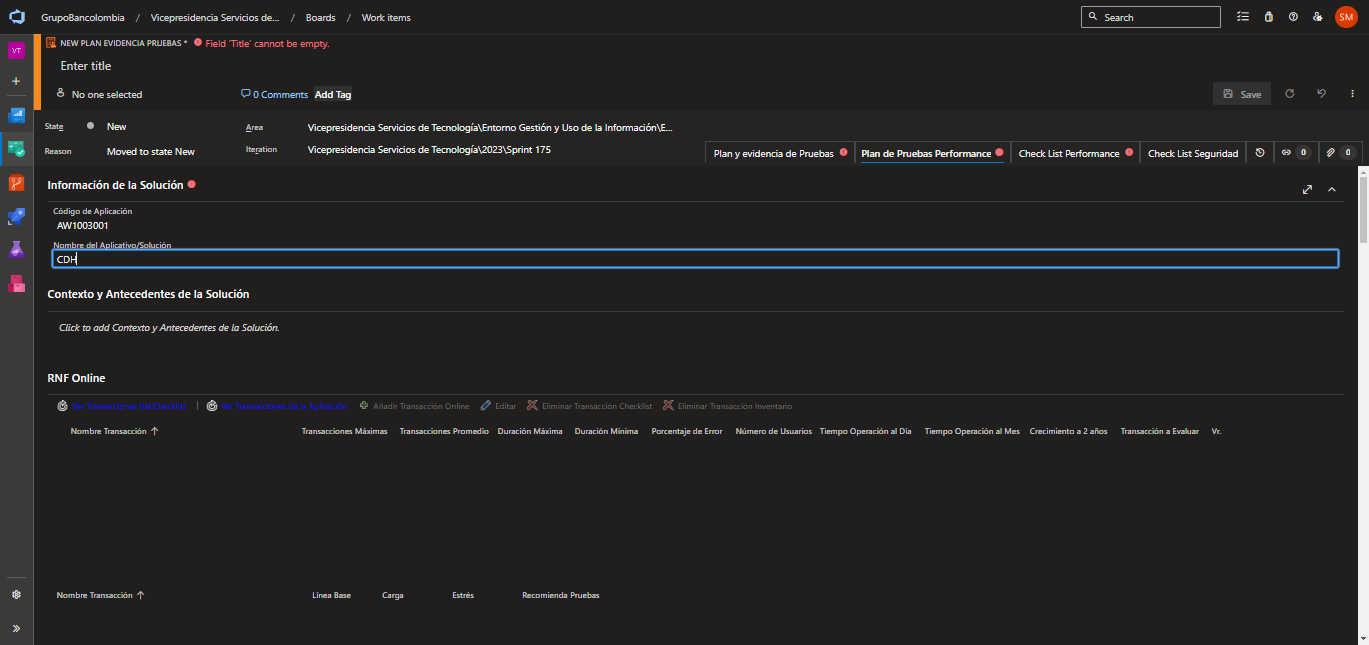 GrupoBancolombia / Vicepresidencia Servicios de... / Boards / Work items
Search
SM
VT
NEW PLAN EVIDENCIA PRUEBAS * Field 'Title' cannot be empty.
Enter title
No one selected
0 Comments
Add Tag
Save
State
New
Area
Vicepresidencia Servicios de Tecnología\Entorno Gestión y Uso de la Información\E...
Reason
Moved to state New
Iteration
Vicepresidencia Servicios de Tecnología\2023\Sprint 175
Plan y evidencia de Pruebas
Plan de Pruebas Performance
Check List Performance
Check List Seguridad
0
0
Información de la Solución
Código de Aplicación
AW1003001
Nombre del Aplicativo/Solución
CDH
Contexto y Antecedentes de la Solución
Click to add Contexto y Antecedentes de la Solución.
RNF Online
Ver Transacciones del Checklist | Ver Transacciones de la Aplicación Añadir Transacción Online Editar Eliminar Transacción Checklist Eliminar Transacción Inventario
Nombre Transacción Transacciones Máximas Transacciones Promedio Duración Máxima Duración Mínima Porcentaje de Error Número de Usuarios Tiempo Operación al Día Tiempo Operación al Mes Crecimiento a 2 años Transacción a Evaluar Vr.
Nombre Transacción Línea Base Carga Estrés Recomienda Pruebas